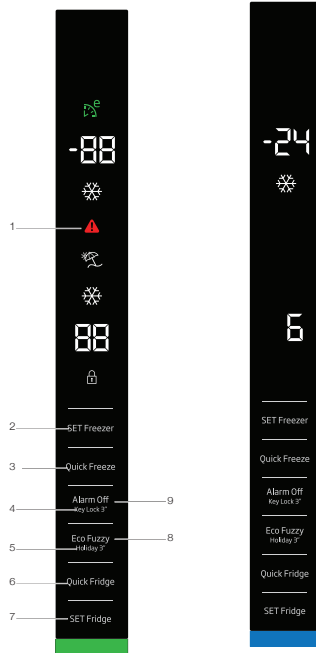 e
-88
1
88
2
SET Freezer
3
Quick Freeze
Alarm Off
9
4
Key Lock 3"
Eco Fuzzy
8
5
Holiday 3"
6
Quick Fridge
7
SET Fridge
-24
6
SET Freezer
Quick Freeze
Alarm Off
Key Lock 3"
Eco Fuzzy
Holiday 3"
Quick Fridge
SET Fridge